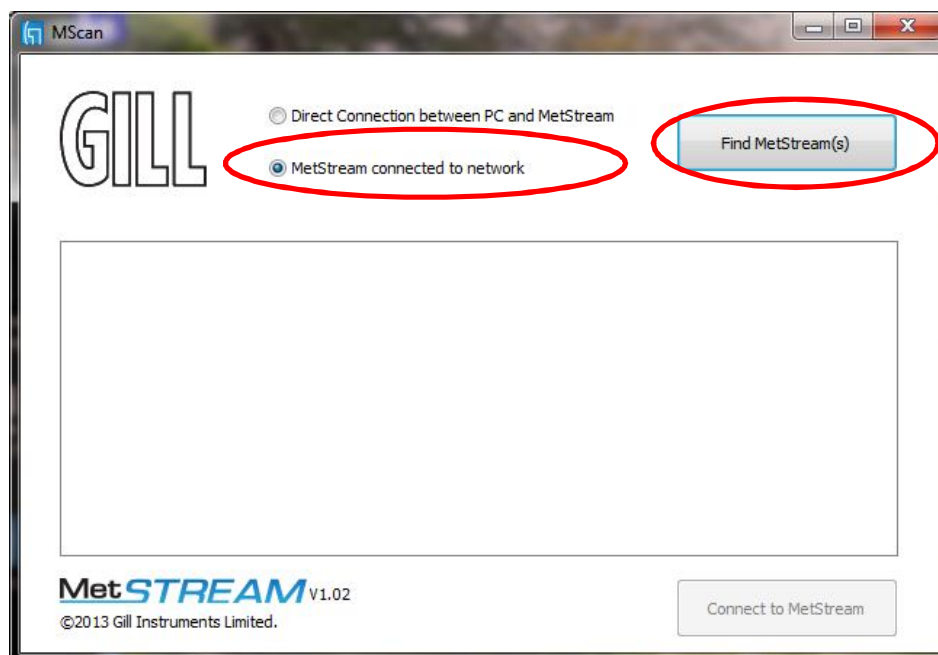 MScan
GILL
Direct Connection between PC and MetStream
MetStream connected to network
Find MetStream(s)
MetSTREAM V1.02
©2013 Gill Instruments Limited.
Connect to MetStream